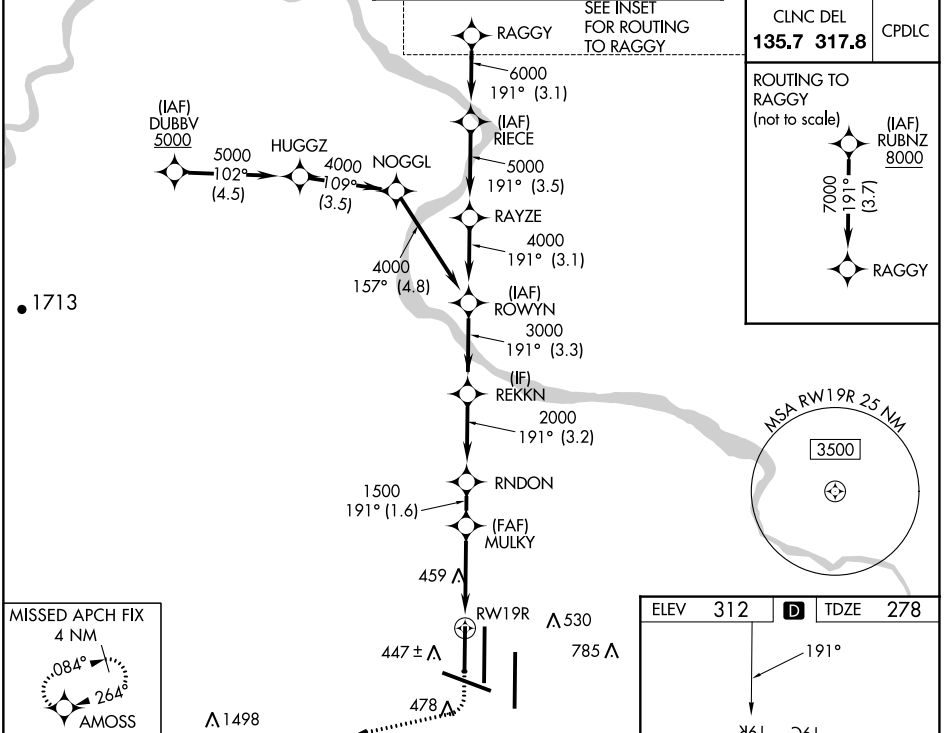 SEE INSET
FOR ROUTING
TO RAGGY
RAGGY
6000
191° (3.1)
(IAF)
RIECE
5000
191° (3.5)
RAYZE
4000
191° (3.1)
(IAF)
DUBBV
5000
5000
102°
(4.5)
HUGGZ
4000
109°
(3.5)
NOGGL
4000
157° (4.8)
(IAF)
ROWYN
3000
191° (3.3)
(IF)
REKKN
2000
191° (3.2)
RNDON
1500
191° (1.6)
(FAF)
MULKY
459
RW19R
530
447 ±
785
478
1498
1713
CLNC DEL
135.7 317.8
CPDLC
ROUTING TO
RAGGY
(not to scale)
(IAF)
RUBNZ
8000
7000
191°
(3.7)
RAGGY
MSA RW19R 25 NM
3500
MISSED APCH FIX
4 NM
084°
264°
AMOSS
ELEV 312 D TDZE 278
191°